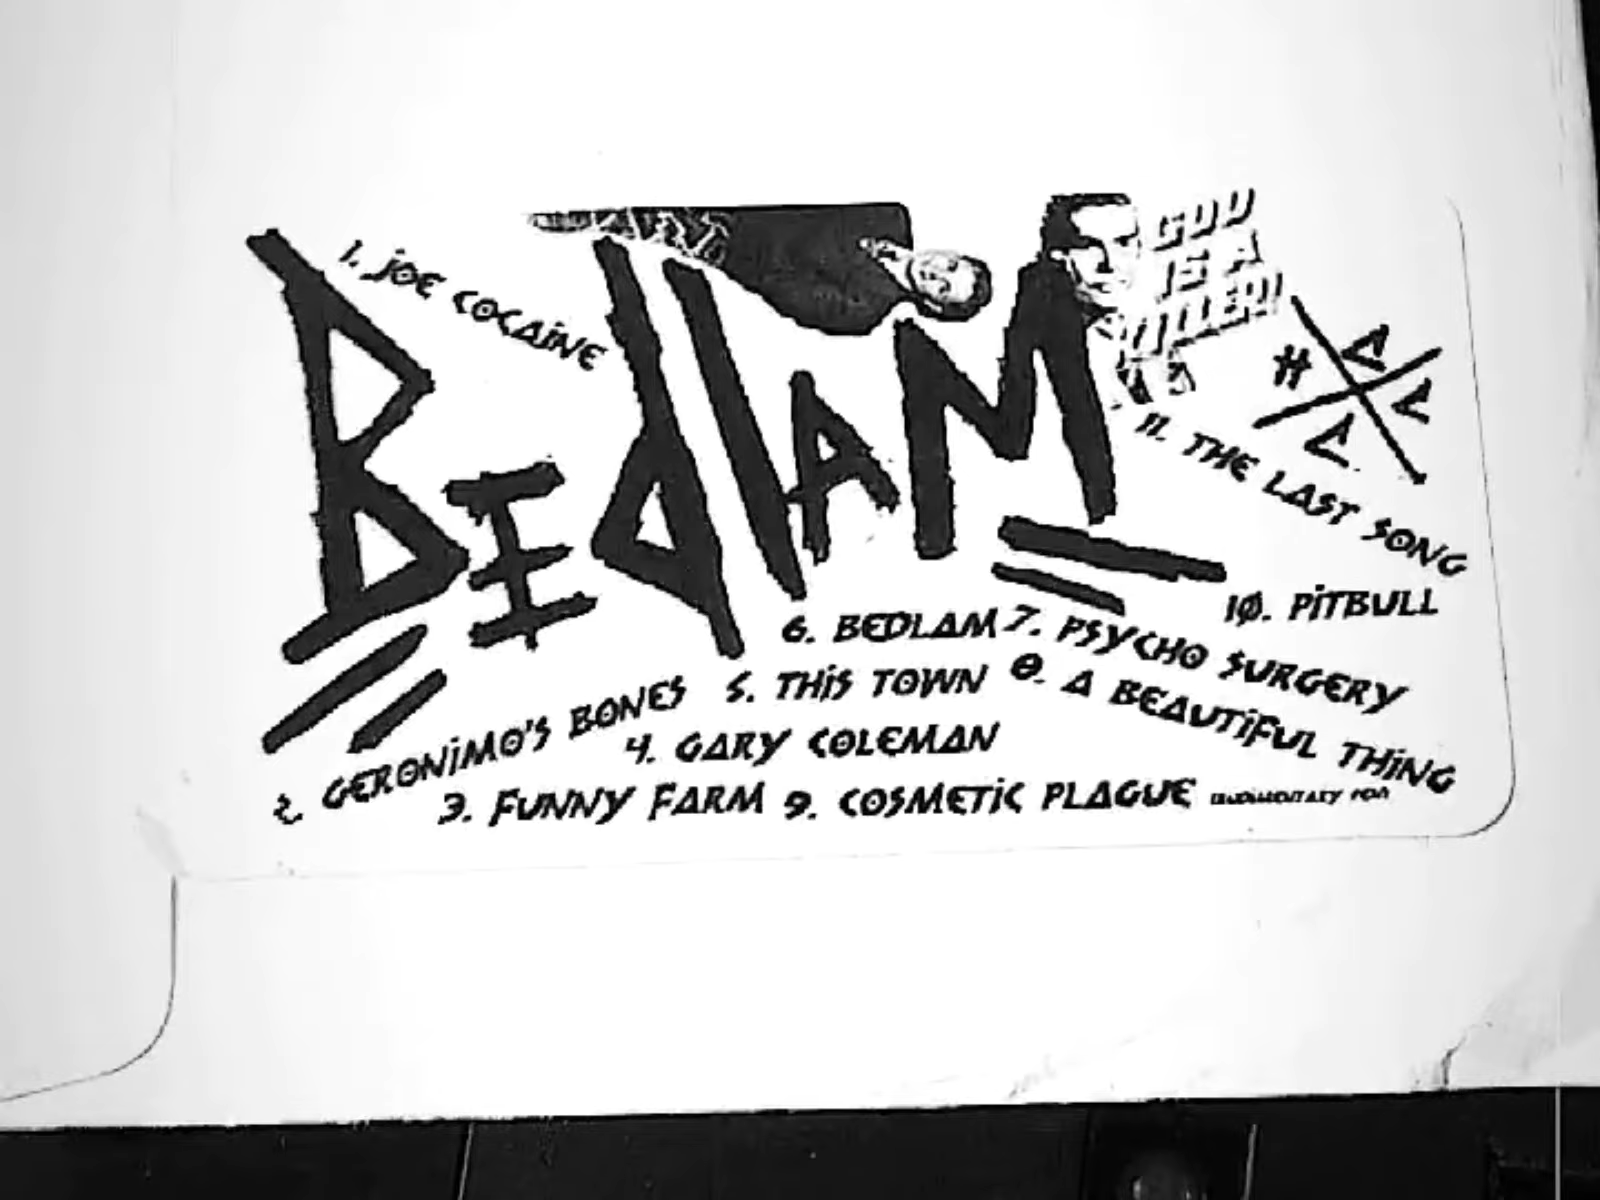 BEdlAM
GOD
IS A
1. JOE COCAINE
2. GERONIMO'S BONES
3. FUNNY FARM
4. GARY COLEMAN
5. THIS TOWN
6. BEDLAM
7. PSYCHO SURGERY
8. A BEAUTIFUL THING
9. COSMETIC PLAGUE
10. PITBULL
11. THE LAST SONG
H
C
C
C